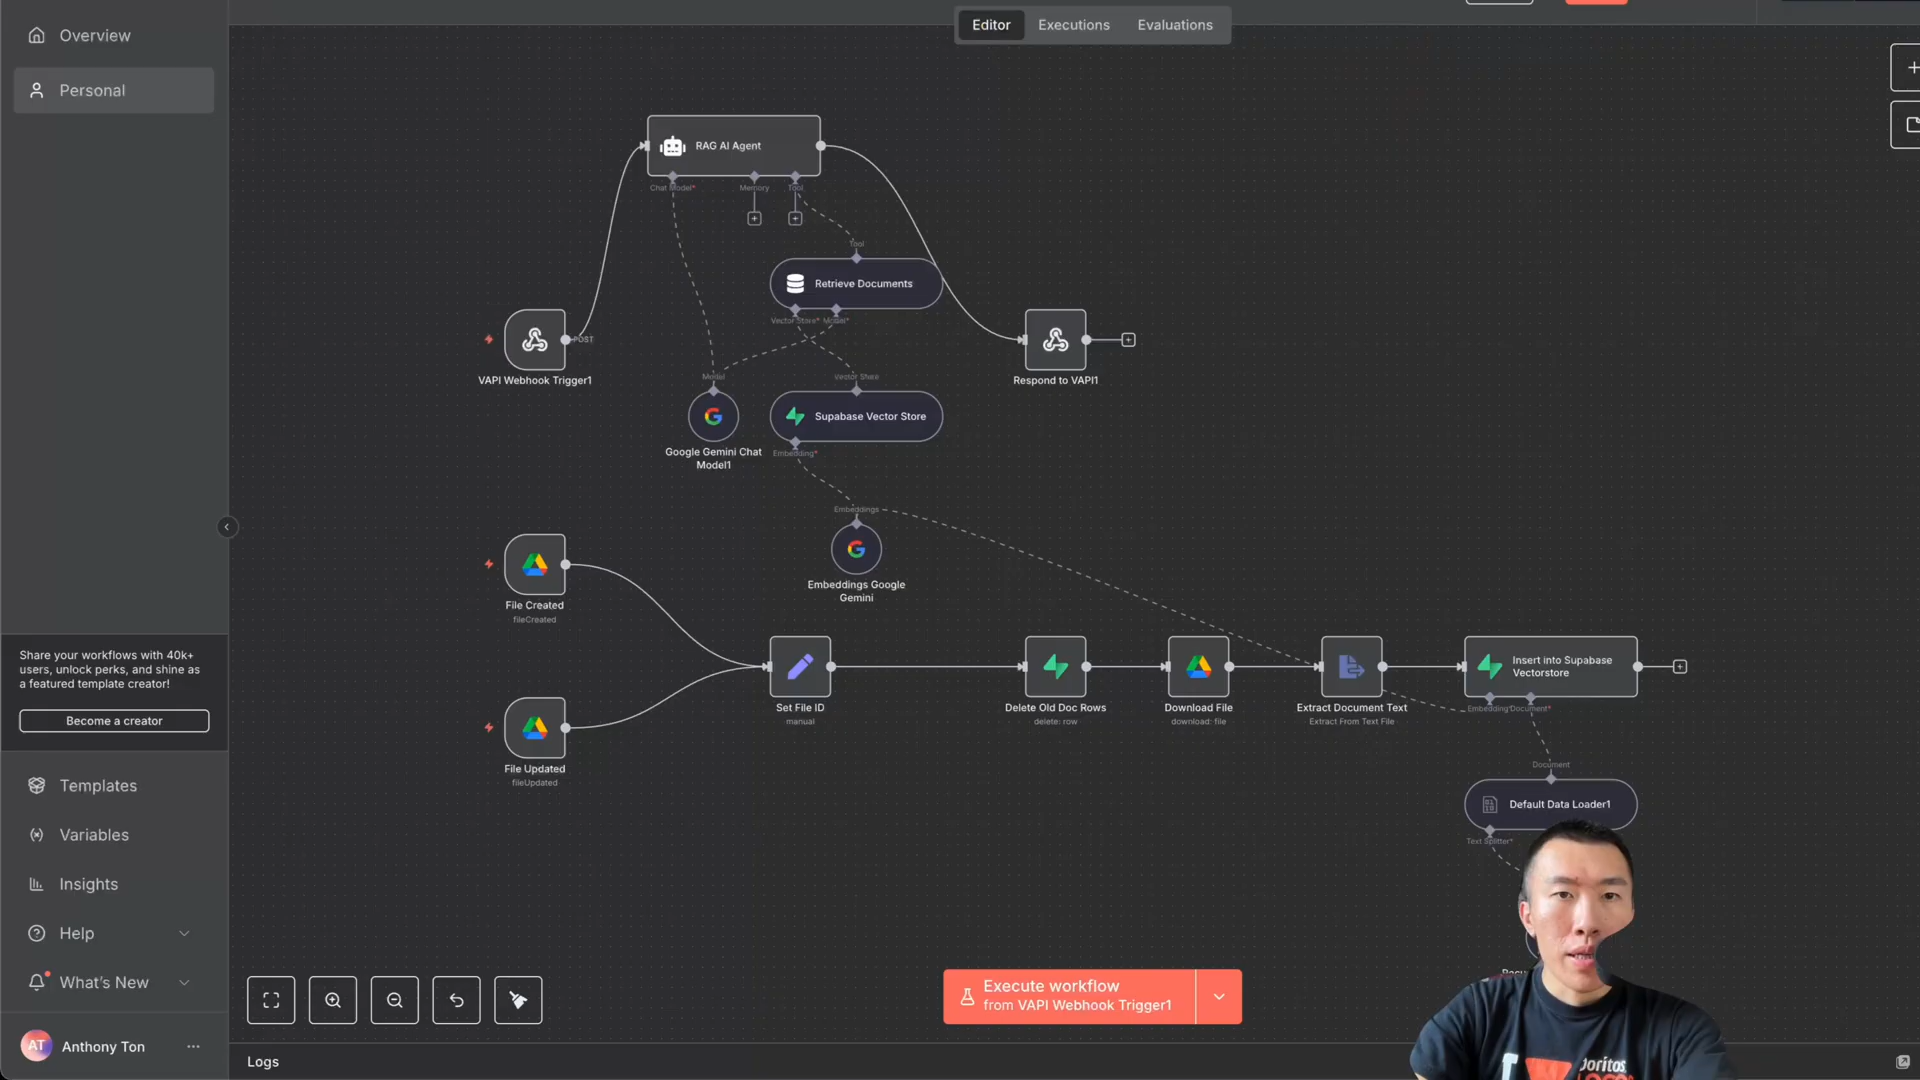 Overview
Personal
Editor
Executions
Evaluations
RAG AI Agent
Chat Model*
Memory
Tool
Tool
Retrieve Documents
Vector Store*
Model*
POST
VAPI Webhook Trigger1
Respond to VAPI1
Model
Vector Store
Google Gemini Chat
Model1
Supabase Vector Store
Embedding*
Embeddings
Embeddings Google
Gemini
File Created
fileCreated
File Updated
fileUpdated
Set File ID
manual
Delete Old Doc Rows
delete: row
Download File
download: file
Extract Document Text
Extract From Text File
Insert into Supabase
Vectorstore
Embedding
Document*
Document
Default Data Loader1
Text Splitter*
Share your workflows with 40k+
users, unlock perks, and shine as
a featured template creator!
Become a creator
Templates
Variables
Insights
Help
What's New
AT
Anthony Ton
Execute workflow
from VAPI Webhook Trigger1
Logs
I